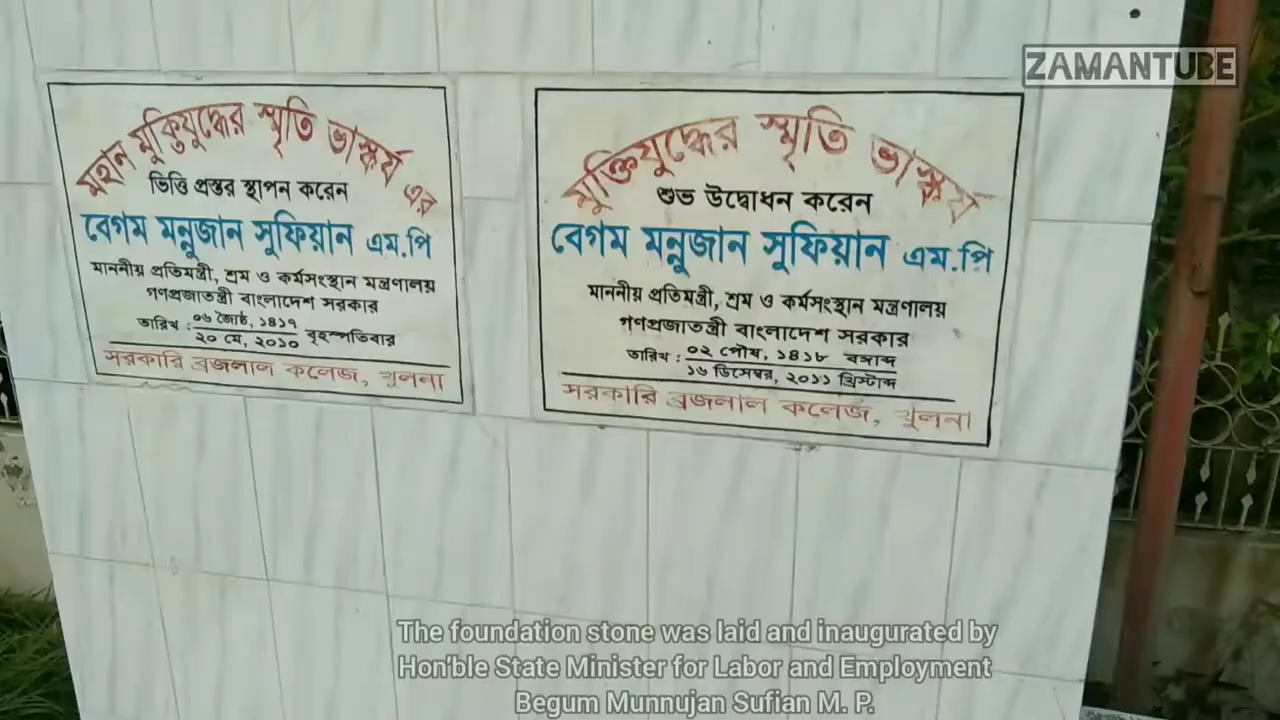 ZAMANTUBE
মহান মুক্তিযুদ্ধের স্মৃতি ভাস্কর্য এর
ভিত্তি প্রস্তর স্থাপন করেন
বেগম মন্নুজান সুফিয়ান এম.পি
মাননীয় প্রতিমন্ত্রী, শ্রম ও কর্মসংস্থান মন্ত্রণালয়
গণপ্রজাতন্ত্রী বাংলাদেশ সরকার
তারিখ : ০৬ জ্যৈষ্ঠ, ১৪১৭
২০ মে, ২০১০ বৃহস্পতিবার
সরকারি ব্রজলাল কলেজ, খুলনা
মুক্তিযুদ্ধের স্মৃতি ভাস্কর্য
শুভ উদ্বোধন করেন
বেগম মন্নুজান সুফিয়ান এম.পি
মাননীয় প্রতিমন্ত্রী, শ্রম ও কর্মসংস্থান মন্ত্রণালয়
গণপ্রজাতন্ত্রী বাংলাদেশ সরকার
তারিখ : ০২ পৌষ, ১৪১৮ বঙ্গাব্দ
১৬ ডিসেম্বর, ২০১১ খ্রিস্টাব্দ
সরকারি ব্রজলাল কলেজ, খুলনা
The foundation stone was laid and inaugurated by
Hon'ble State Minister for Labor and Employment
Begum Munnujan Sufian M. P.